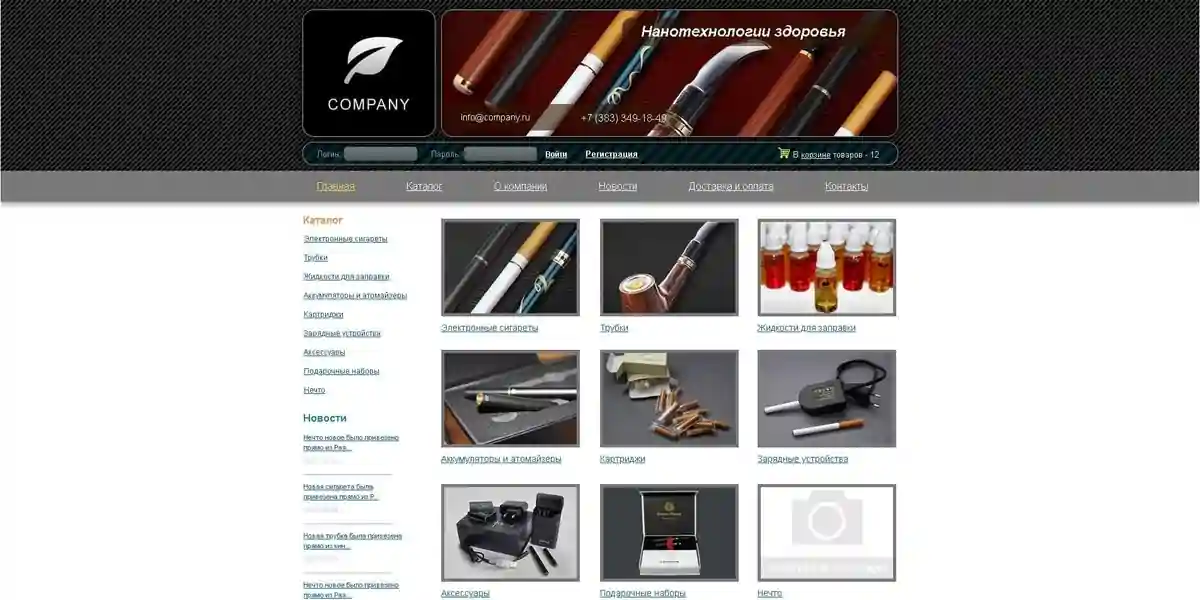 Нанотехнологии здоровья
COMPANY
info@company.ru
+7 (383) 349-18-49
Логин:
Пароль:
Войти
Регистрация
В корзине товаров - 12
Главная
Каталог
О компании
Новости
Доставка и оплата
Контакты
Каталог
Электронные сигареты
Трубки
Жидкости для заправки
Аккумуляторы и атомайзеры
Картриджи
Зарядные устройства
Аксессуары
Подарочные наборы
Нечто
Новости
Нечто новое было привезено
прямо из Раа...
Новая сигарета была
привезена прямо из Р...
Новая трубка была привезена
прямо из кин...
Нечто новое было привезено
прямо из Раа...
Электронные сигареты
Трубки
Жидкости для заправки
Аккумуляторы и атомайзеры
Картриджи
Зарядные устройства
Аксессуары
Подарочные наборы
Нечто